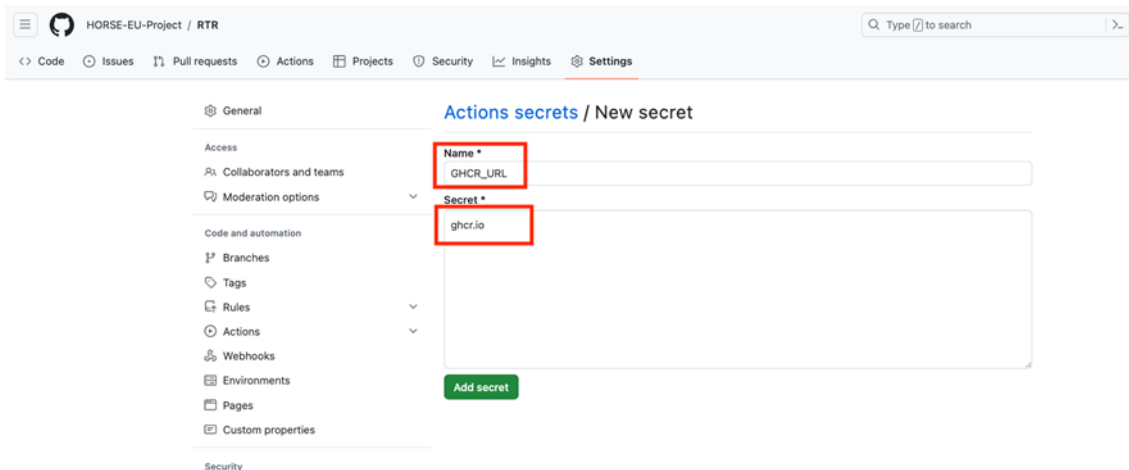 HORSE-EU-Project / RTR
Type / to search
Code Issues Pull requests Actions Projects Security Insights Settings
General
Access
Collaborators and teams
Moderation options
Code and automation
Branches
Tags
Rules
Actions
Webhooks
Environments
Pages
Custom properties
Security
Actions secrets / New secret
Name *
GHCR_URL
Secret *
ghcr.io
Add secret